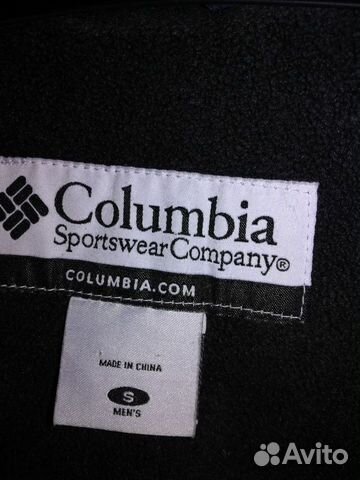 Columbia
Sportswear Company®
COLUMBIA.COM
MADE IN CHINA
S
MEN'S
Avito